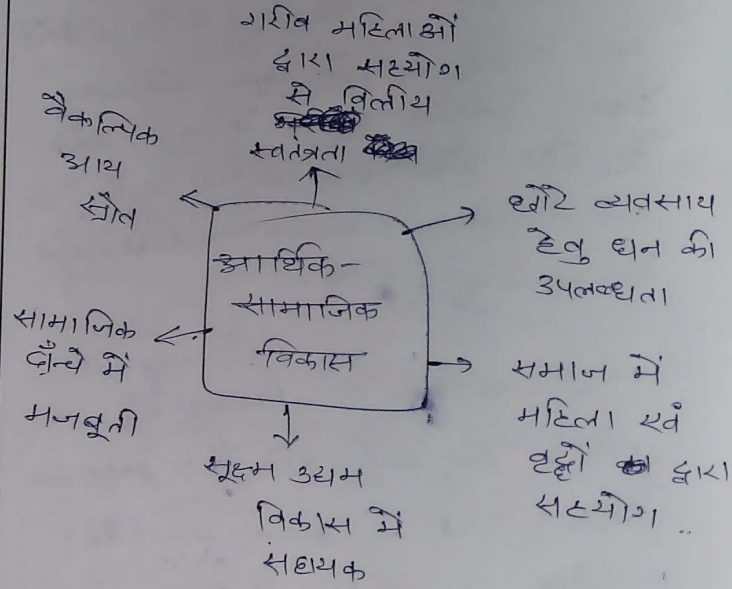 गरीब महिलाओं
द्वारा सहयोग
से वित्तीय
स्वतंत्रता
वैकल्पिक
आय
स्रौत
छोटे व्यवसाय
हेतु धन की
उपलब्धता
आर्थिक-
सामाजिक
विकास
सामाजिक
ढाँन्चे में
मजबूती
समाज में
महिला एवं
वृद्दों द्वारा
सहयोग
सूक्ष्म उद्यम
विकास में
सहायक